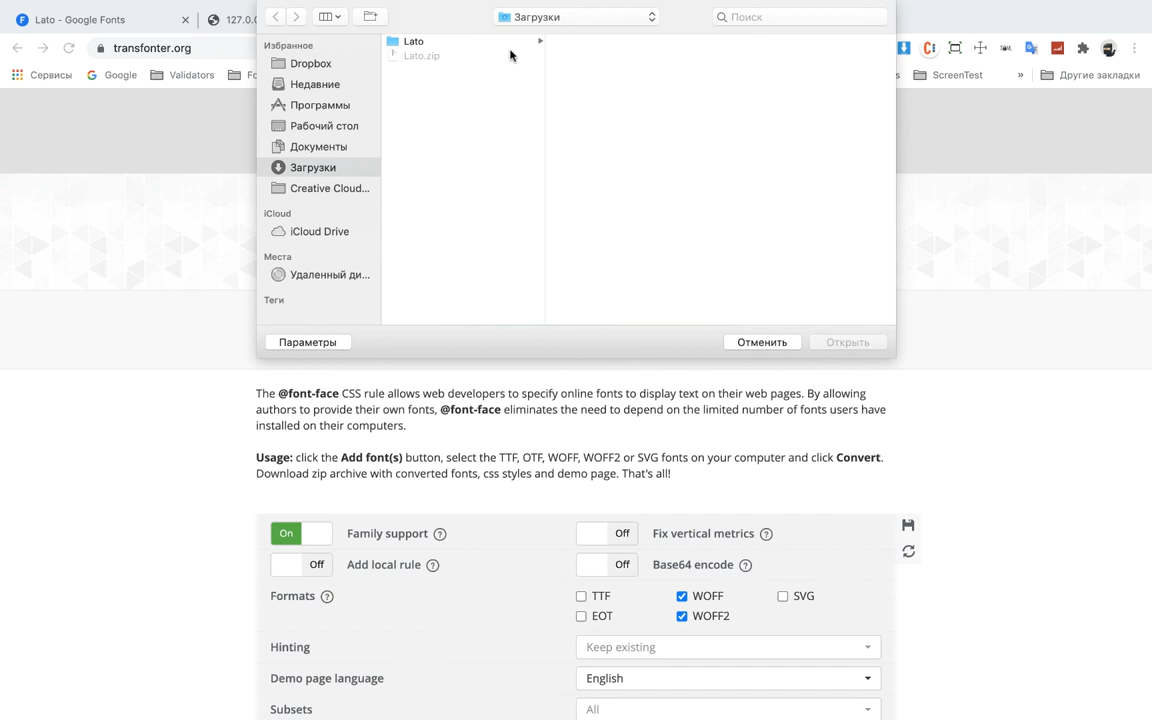 Lato - Google Fonts
127.0.
Загрузки
Поиск
transfonter.org
Сервисы
Google
Validators
Fo
s
ScreenTest
»
Другие закладки
Избранное
Dropbox
Недавние
Программы
Рабочий стол
Документы
Загрузки
Creative Cloud...
iCloud
iCloud Drive
Места
Удаленный ди...
Теги
Lato
Lato.zip
Параметры
Отменить
Открыть
The @font-face CSS rule allows web developers to specify online fonts to display text on their web pages. By allowing
authors to provide their own fonts, @font-face eliminates the need to depend on the limited number of fonts users have
installed on their computers.
Usage: click the Add font(s) button, select the TTF, OTF, WOFF, WOFF2 or SVG fonts on your computer and click Convert.
Download zip archive with converted fonts, css styles and demo page. That's all!
On Family support ? Off Fix vertical metrics ?
Off Add local rule ? Off Base64 encode ?
Formats ? TTF WOFF SVG
EOT WOFF2
Hinting Keep existing
Demo page language English
Subsets All